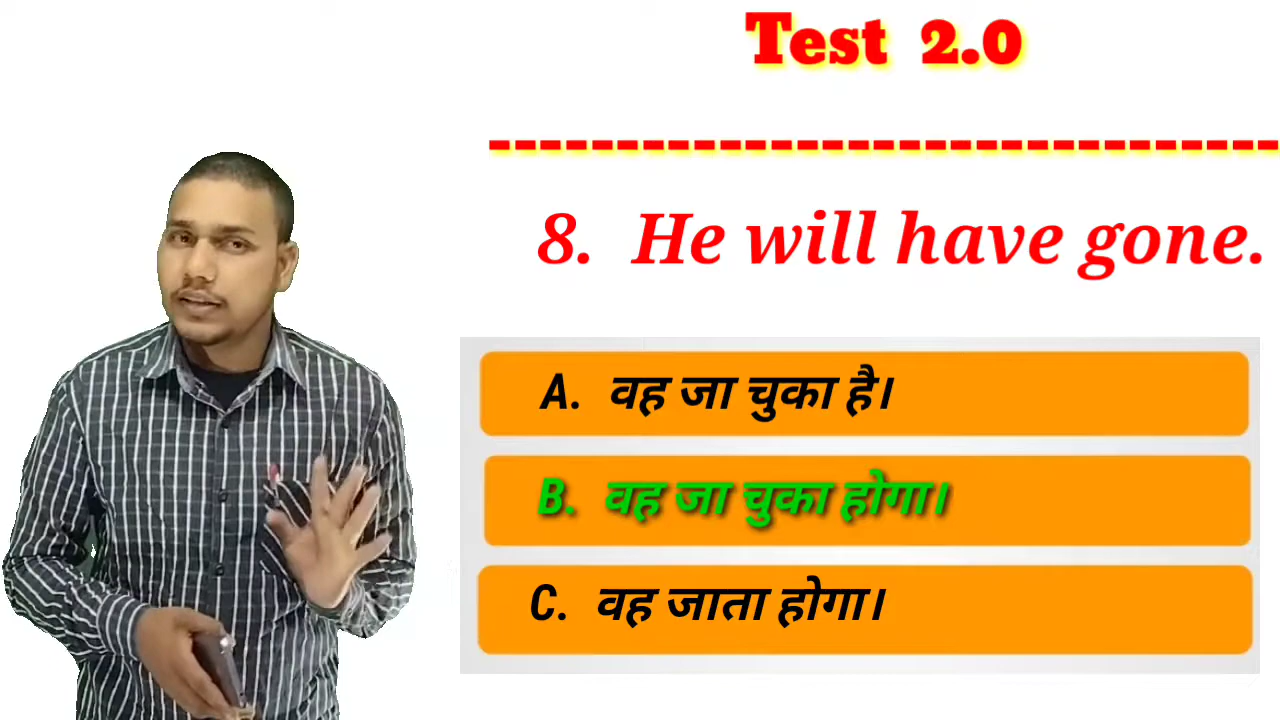 Test 2.0
--------------------------------
8. He will have gone.
A. वह जा चुका है।
B. वह जा चुका होगा।
C. वह जाता होगा।